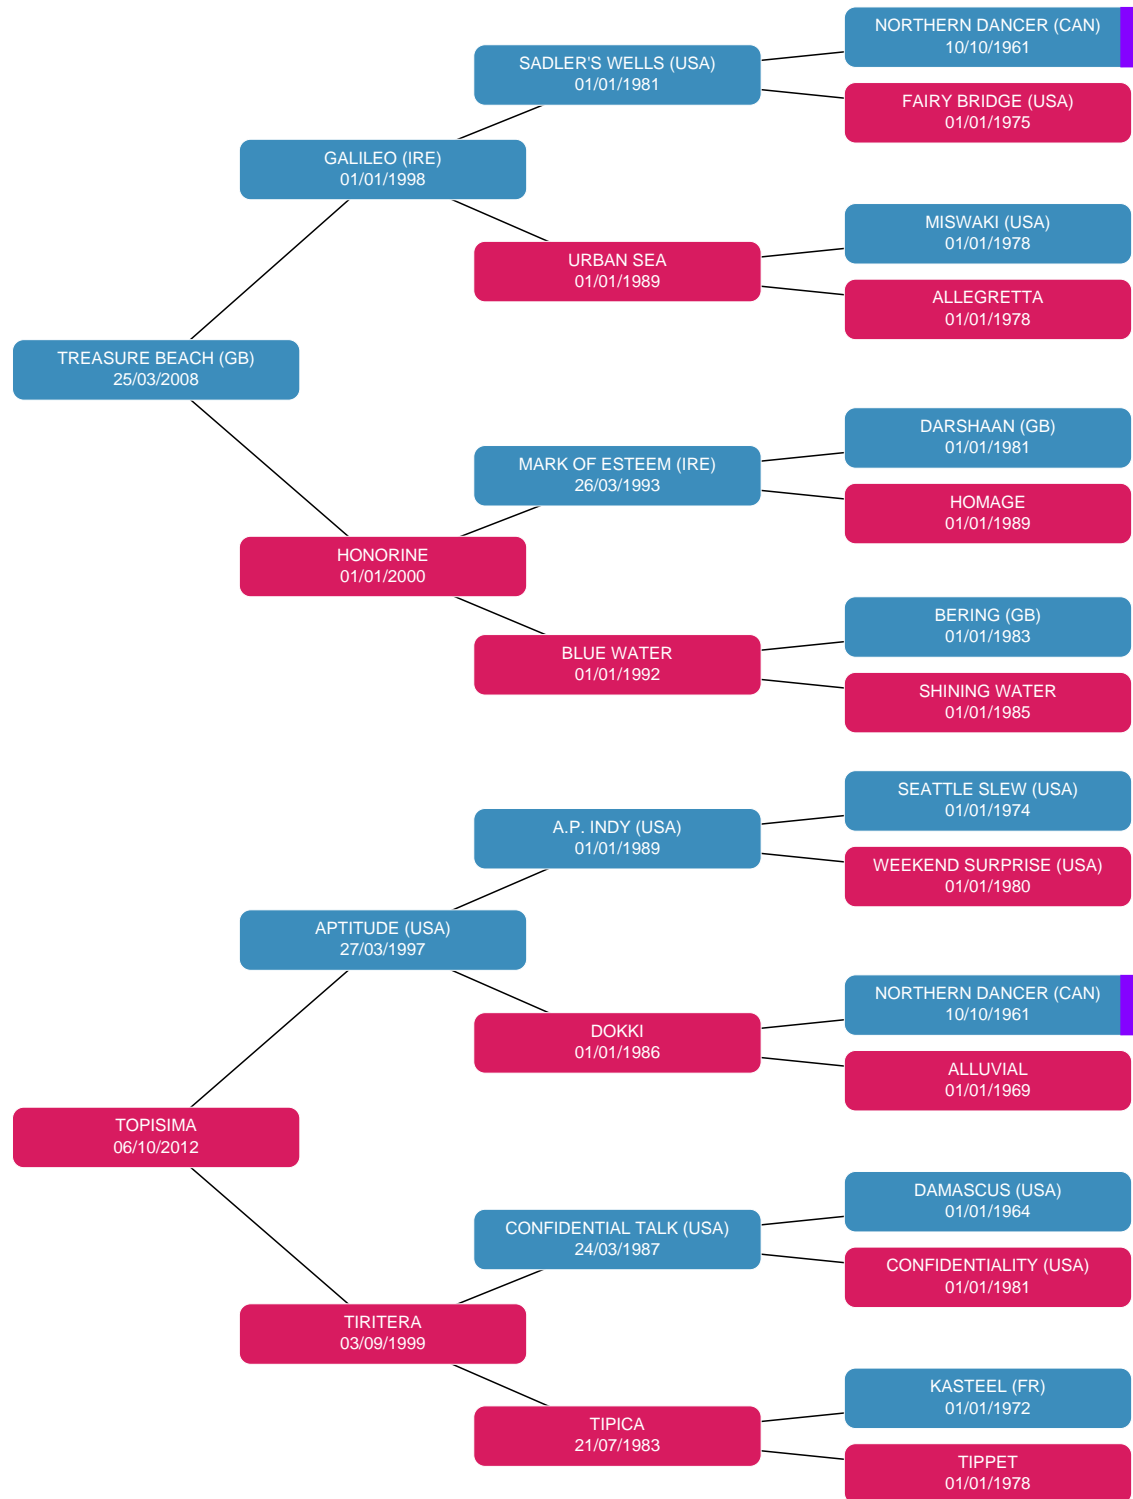 NORTHERN DANCER (CAN)
10/10/1961
SADLER'S WELLS (USA)
01/01/1981
FAIRY BRIDGE (USA)
01/01/1975
GALILEO (IRE)
01/01/1998
MISWAKI (USA)
01/01/1978
URBAN SEA
01/01/1989
ALLEGRETTA
01/01/1978
TREASURE BEACH (GB)
25/03/2008
DARSHAAN (GB)
01/01/1981
MARK OF ESTEEM (IRE)
26/03/1993
HOMAGE
01/01/1989
HONORINE
01/01/2000
BERING (GB)
01/01/1983
BLUE WATER
01/01/1992
SHINING WATER
01/01/1985
SEATTLE SLEW (USA)
01/01/1974
A.P. INDY (USA)
01/01/1989
WEEKEND SURPRISE (USA)
01/01/1980
APTITUDE (USA)
27/03/1997
NORTHERN DANCER (CAN)
10/10/1961
DOKKI
01/01/1986
ALLUVIAL
01/01/1969
TOPISIMA
06/10/2012
DAMASCUS (USA)
01/01/1964
CONFIDENTIAL TALK (USA)
24/03/1987
CONFIDENTIALITY (USA)
01/01/1981
TIRITERA
03/09/1999
KASTEEL (FR)
01/01/1972
TIPICA
21/07/1983
TIPPET
01/01/1978